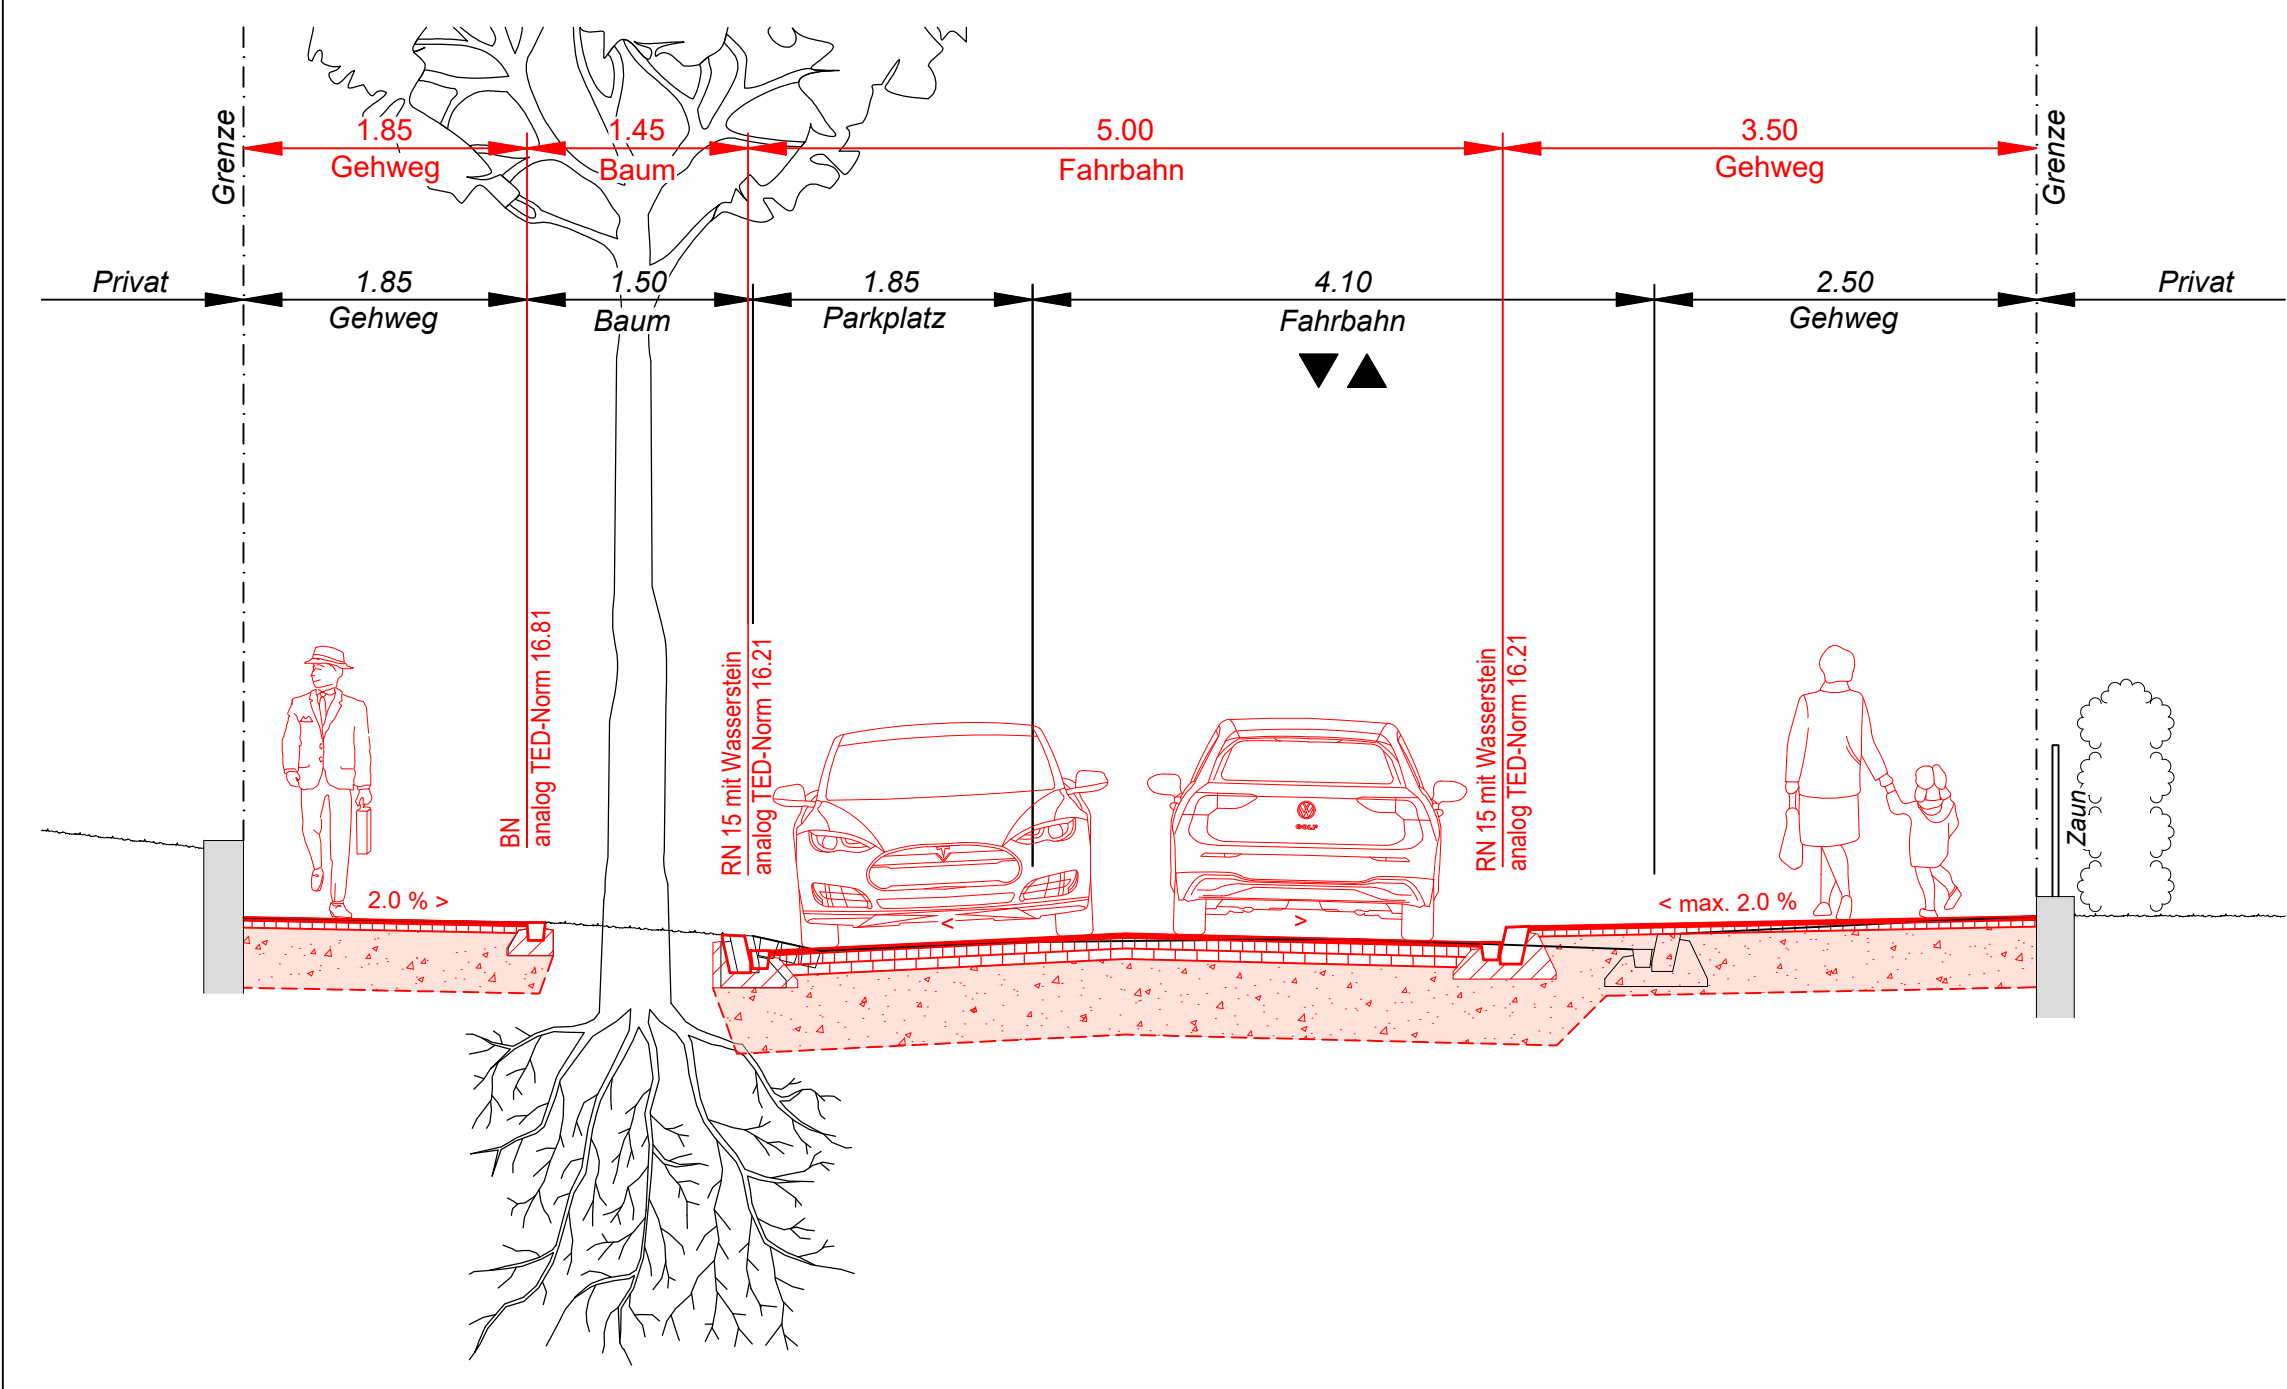 Grenze
1.85
Gehweg
1.45
Baum
5.00
Fahrbahn
3.50
Gehweg
Grenze
Privat
1.85
Gehweg
1.50
Baum
1.85
Parkplatz
4.10
Fahrbahn
2.50
Gehweg
Privat
BN
analog TED-Norm 16.81
RN 15 mit Wasserstein
analog TED-Norm 16.21
RN 15 mit Wasserstein
analog TED-Norm 16.21
Zaun
GOLF
2.0 % >
<
>
< max. 2.0 %